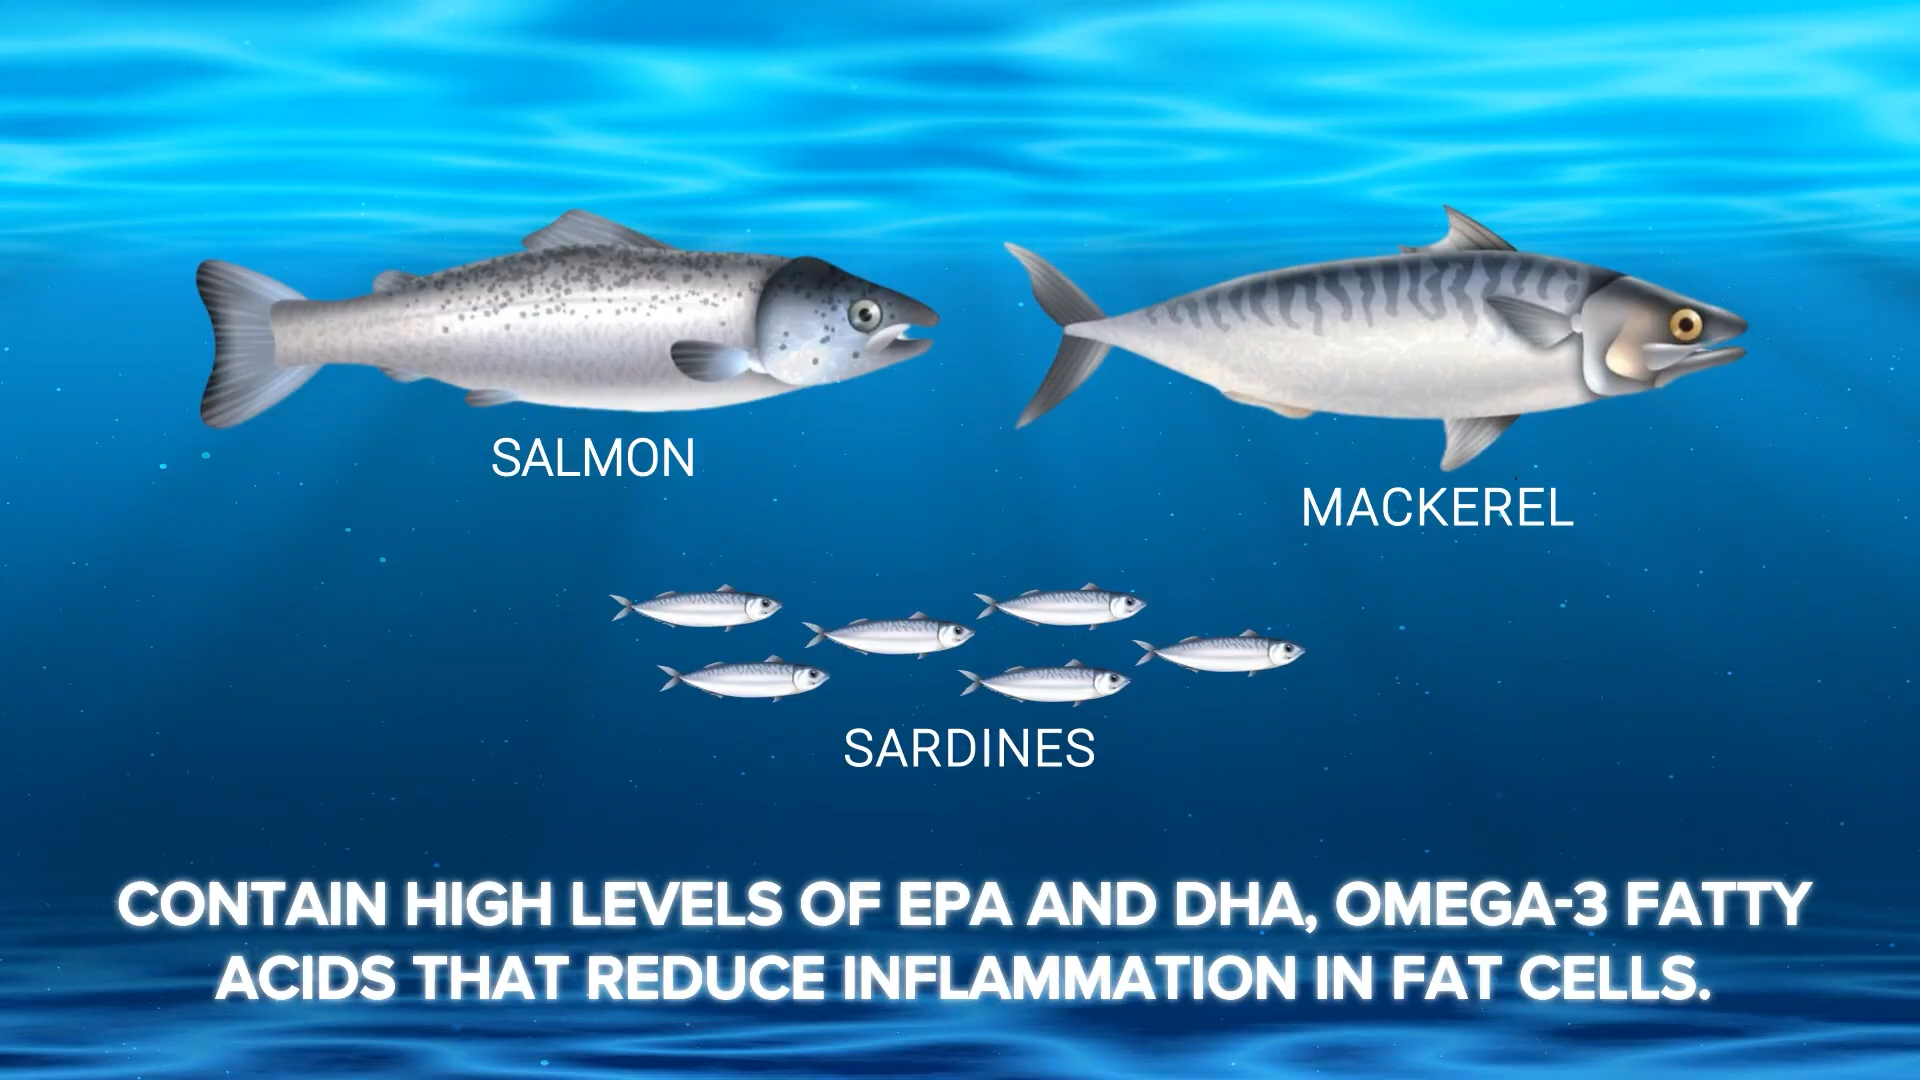 SALMON
MACKEREL
SARDINES
CONTAIN HIGH LEVELS OF EPA AND DHA, OMEGA-3 FATTY
ACIDS THAT REDUCE INFLAMMATION IN FAT CELLS.